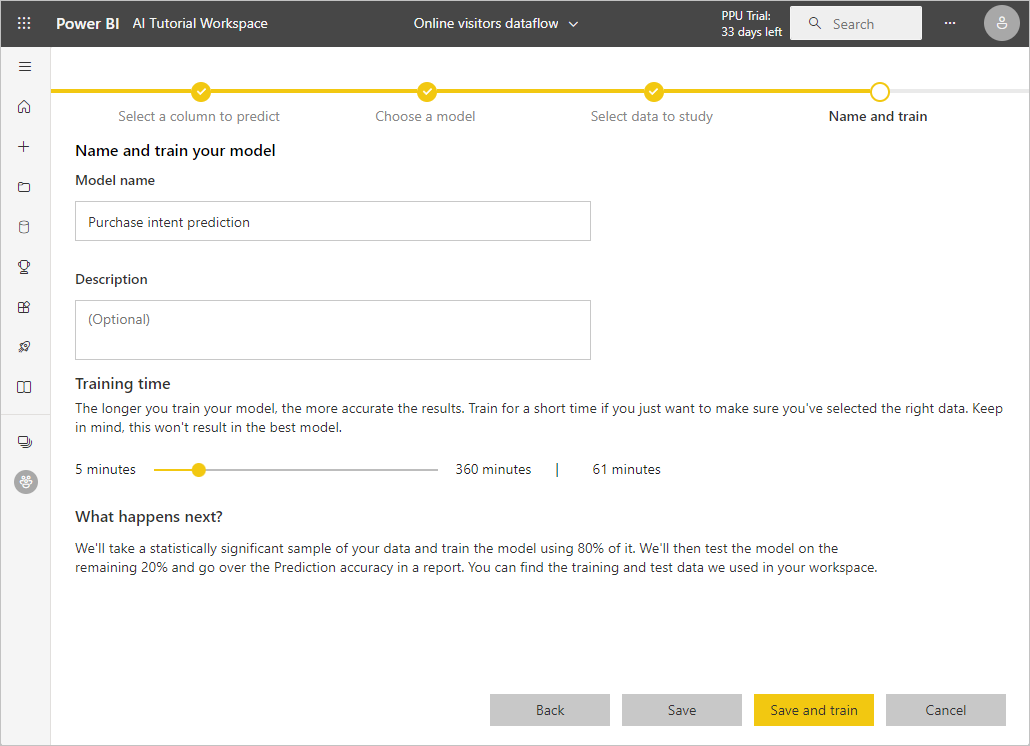 Power BI AI Tutorial Workspace Online visitors dataflow PPU Trial: Search ...
33 days left
Select a column to predict Choose a model Select data to study Name and train
Name and train your model
Model name
Purchase intent prediction
Description
(Optional)
Training time
The longer you train your model, the more accurate the results. Train for a short time if you just want to make sure you've selected the right data. Keep
in mind, this won't result in the best model.
5 minutes 360 minutes | 61 minutes
What happens next?
We'll take a statistically significant sample of your data and train the model using 80% of it. We'll then test the model on the
remaining 20% and go over the Prediction accuracy in a report. You can find the training and test data we used in your workspace.
Back Save Save and train Cancel